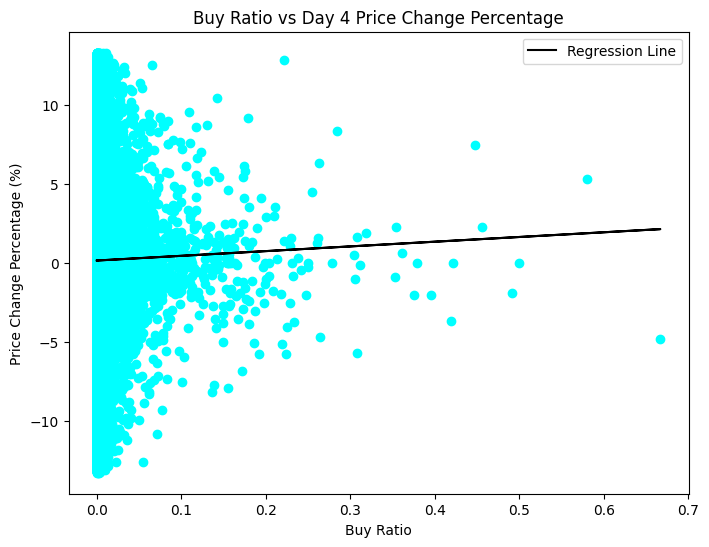 Buy Ratio vs Day 4 Price Change Percentage
Regression Line
Price Change Percentage (%)
10
5
0
−5
−10
0.0 0.1 0.2 0.3 0.4 0.5 0.6 0.7
Buy Ratio